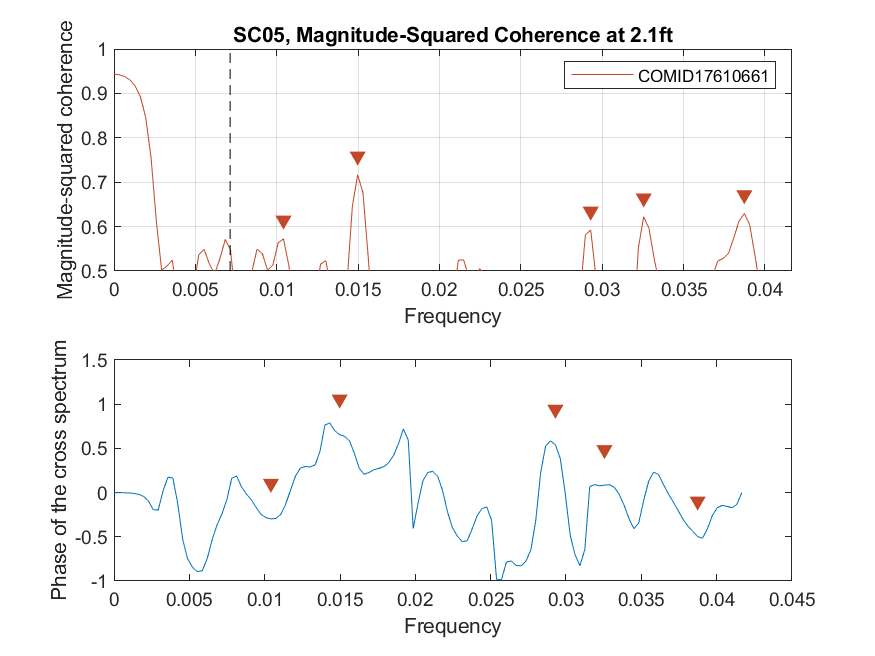 SC05, Magnitude-Squared Coherence at 2.1ft
Magnitude-squared coherence
1
0.9
0.8
0.7
0.6
0.5
COMID17610661
0 0.005 0.01 0.015 0.02 0.025 0.03 0.035 0.04
Frequency
Phase of the cross spectrum
1.5
1
0.5
0
-0.5
-1
0 0.005 0.01 0.015 0.02 0.025 0.03 0.035 0.04 0.045
Frequency